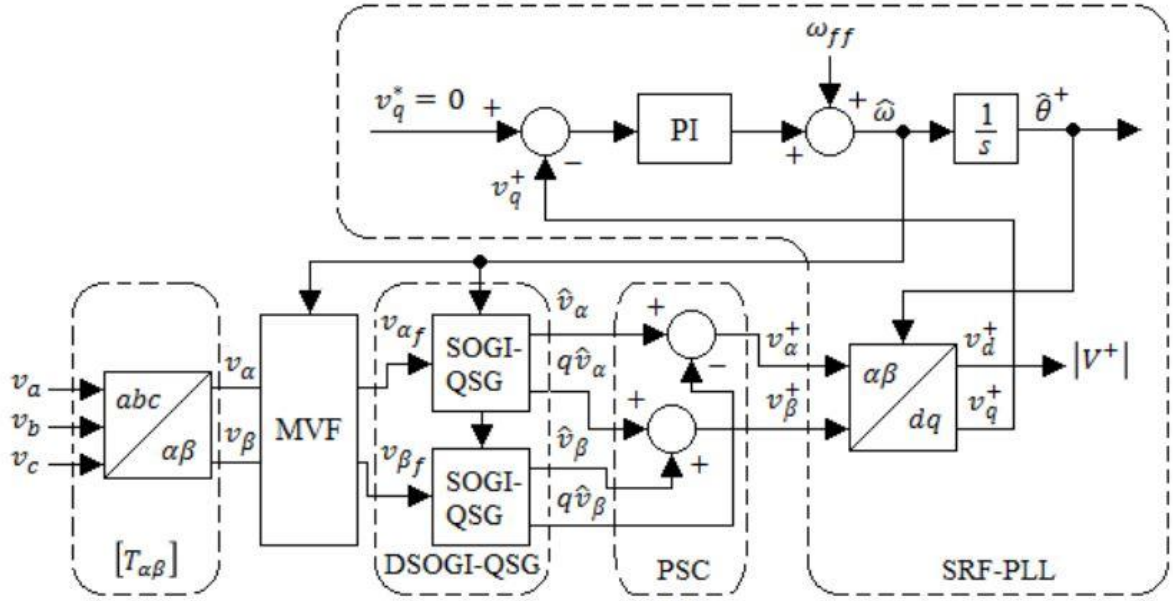 ω_ff
v_q^* = 0
+
−
PI
+
+
ω̂
1/s
θ̂^+
v_q^+
v_a
v_b
v_c
abc
αβ
v_α
v_β
MVF
v_αf
v_βf
SOGI-
QSG
SOGI-
QSG
v̂_α
qv̂_α
v̂_β
qv̂_β
+
−
+
+
v_α^+
v_β^+
αβ
dq
v_d^+
v_q^+
|V^+|
[T_αβ]
DSOGI-QSG
PSC
SRF-PLL